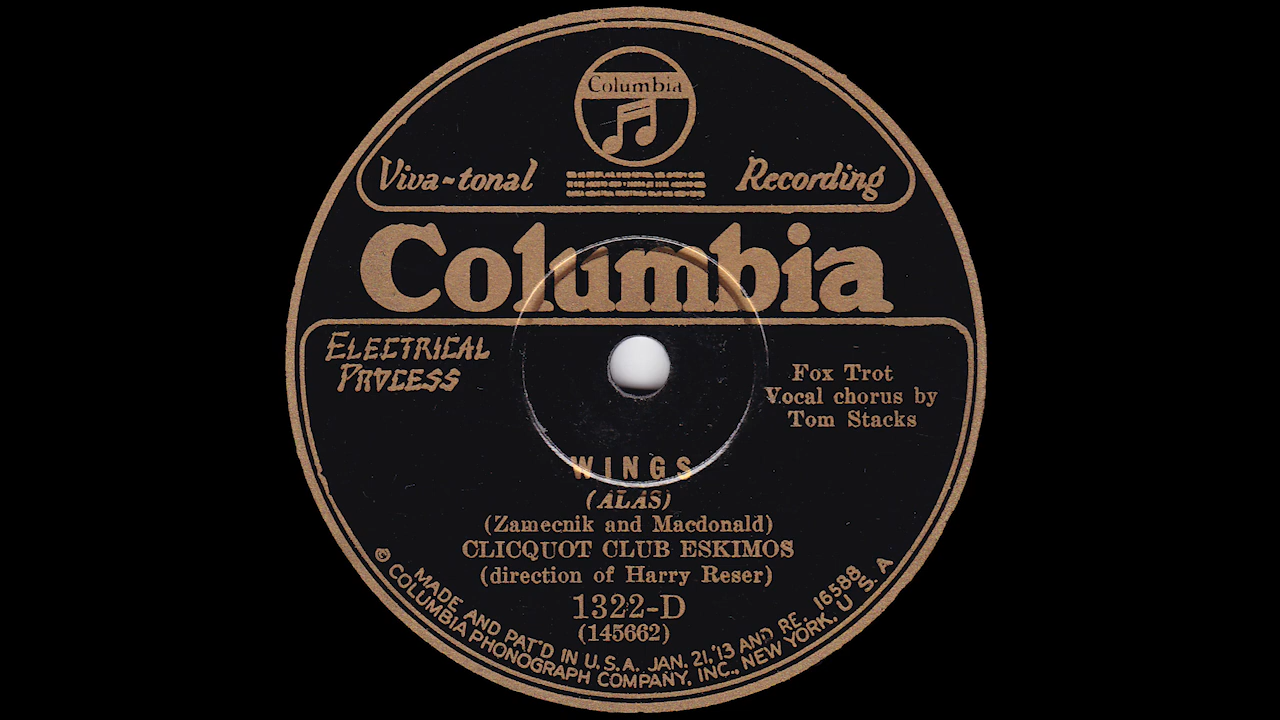 Columbia
Viva-tonal Recording
Columbia
ELECTRICAL
PROCESS
Fox Trot
Vocal chorus by
Tom Stacks
WINGS
(ALAS)
(Zamecnik and Macdonald)
CLICQUOT CLUB ESKIMOS
(direction of Harry Reser)
1322-D
(145662)
MADE AND PAT'D IN U.S.A. JAN. 21,'13 AND RE. 16588
© COLUMBIA PHONOGRAPH COMPANY, INC., NEW YORK, U S. A